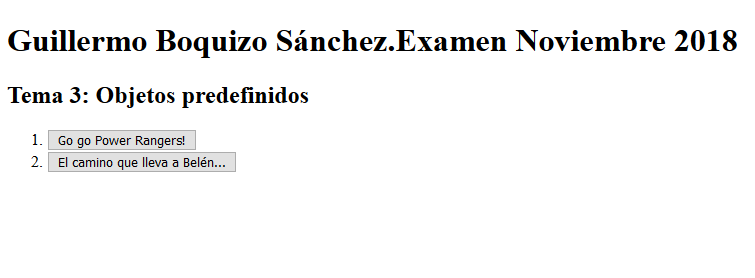 Guillermo Boquizo Sánchez.Examen Noviembre 2018
Tema 3: Objetos predefinidos
1. Go go Power Rangers!
2. El camino que lleva a Belén...